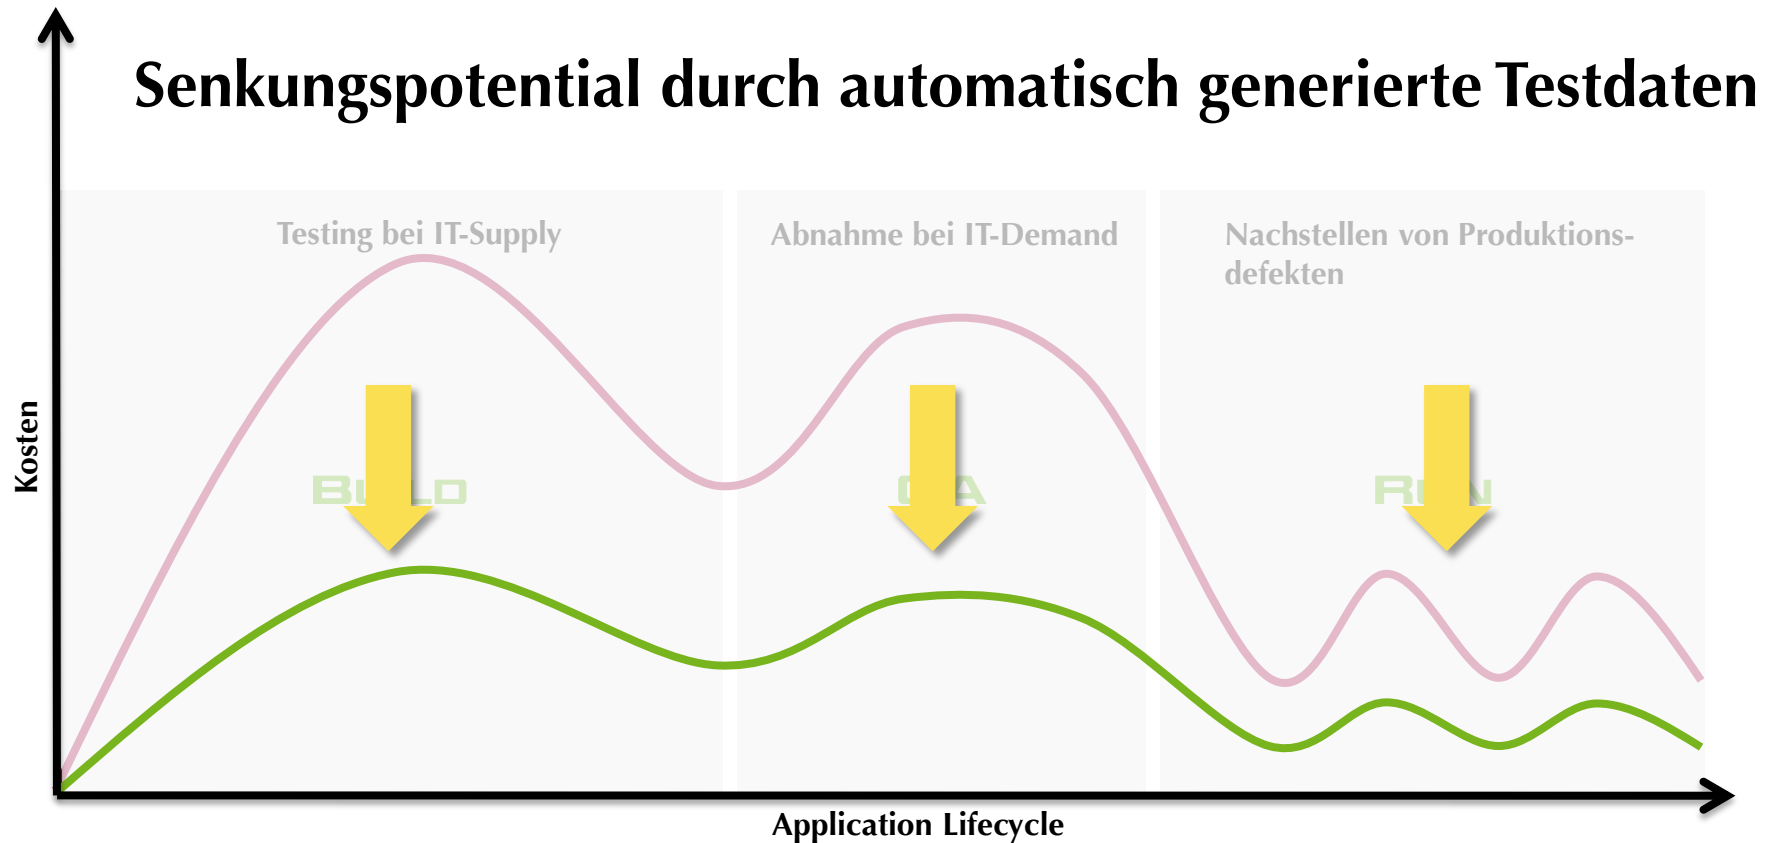 Senkungspotential durch automatisch generierte Testdaten
Testing bei IT-Supply
Abnahme bei IT-Demand
Nachstellen von Produktions-
defekten
Kosten
Application Lifecycle